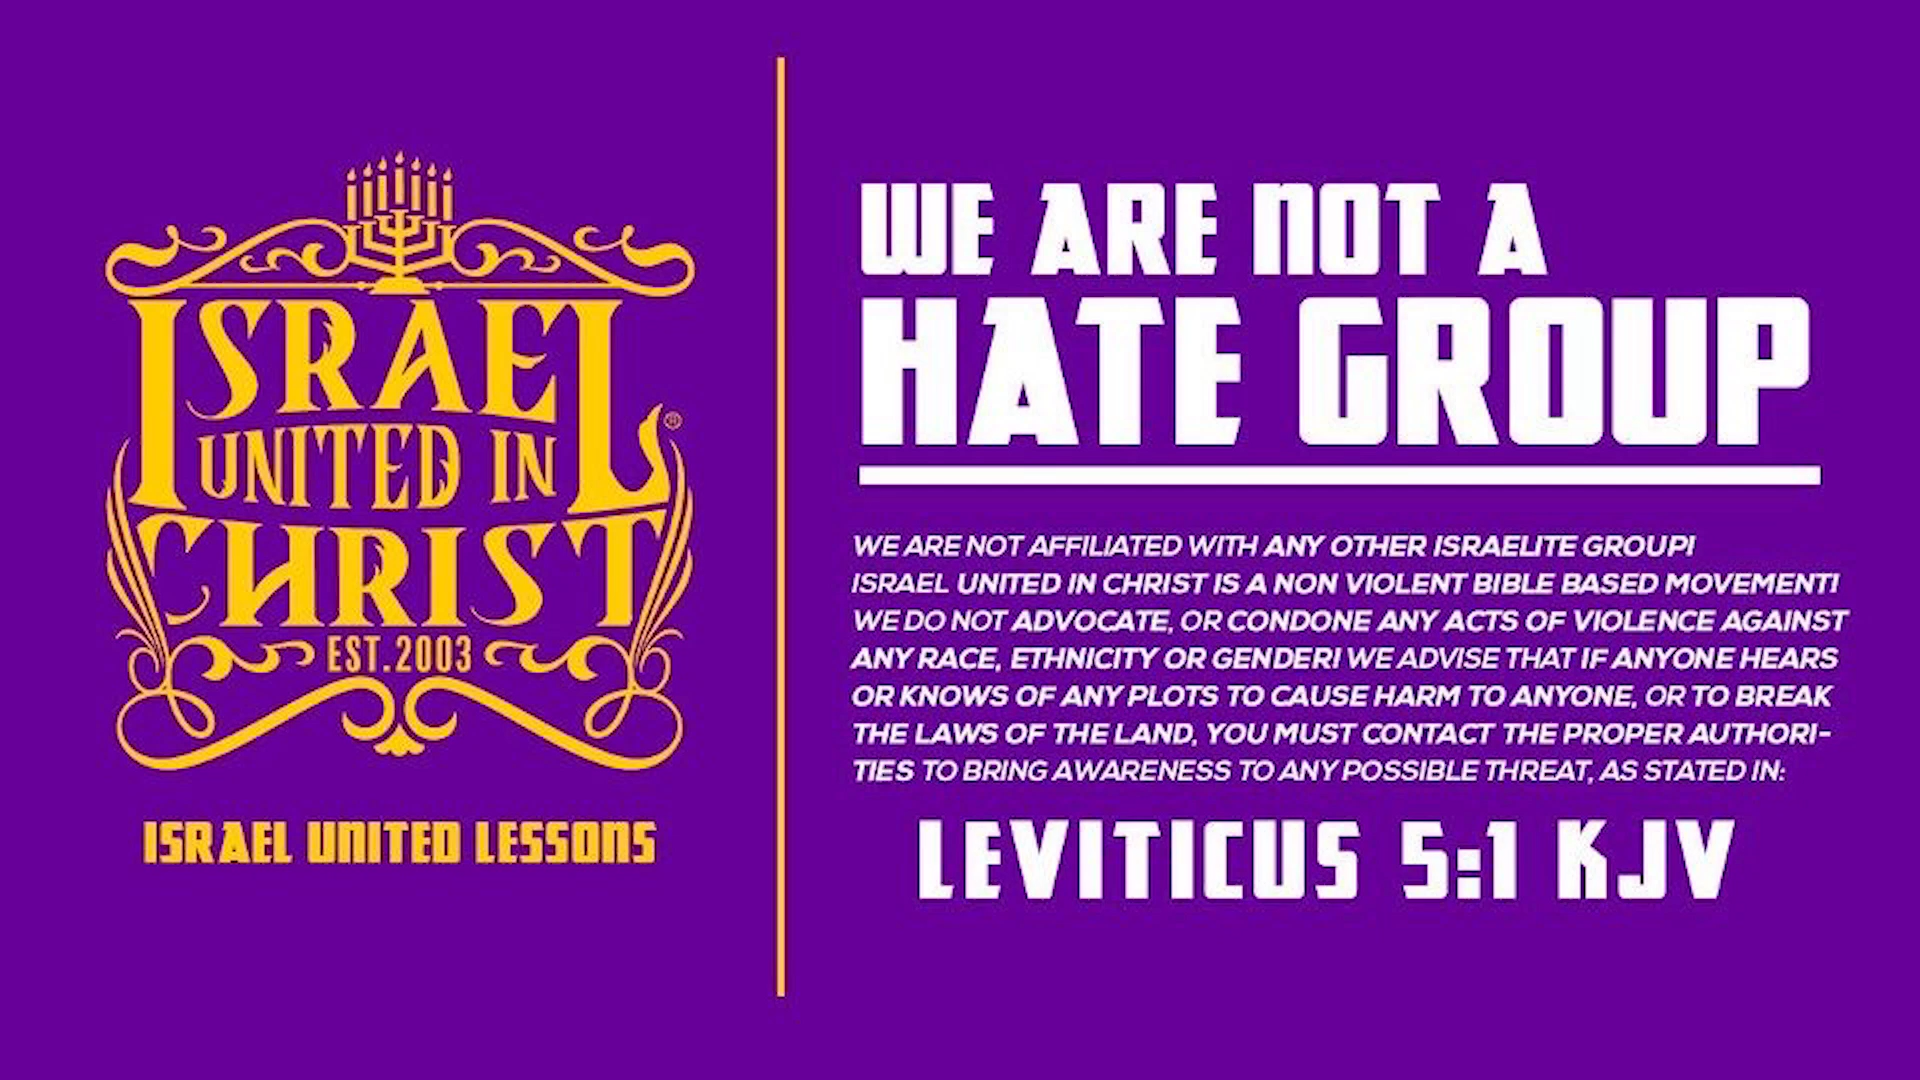 ISRAEL
UNITED IN
CHRIST
®
EST.2003
ISRAEL UNITED LESSONS
WE ARE NOT A
HATE GROUP
WE ARE NOT AFFILIATED WITH ANY OTHER ISRAELITE GROUP!
ISRAEL UNITED IN CHRIST IS A NON VIOLENT BIBLE BASED MOVEMENT!
WE DO NOT ADVOCATE, OR CONDONE ANY ACTS OF VIOLENCE AGAINST
ANY RACE, ETHNICITY OR GENDER! WE ADVISE THAT IF ANYONE HEARS
OR KNOWS OF ANY PLOTS TO CAUSE HARM TO ANYONE, OR TO BREAK
THE LAWS OF THE LAND, YOU MUST CONTACT THE PROPER AUTHORI-
TIES TO BRING AWARENESS TO ANY POSSIBLE THREAT, AS STATED IN:
LEVITICUS 5:1 KJV